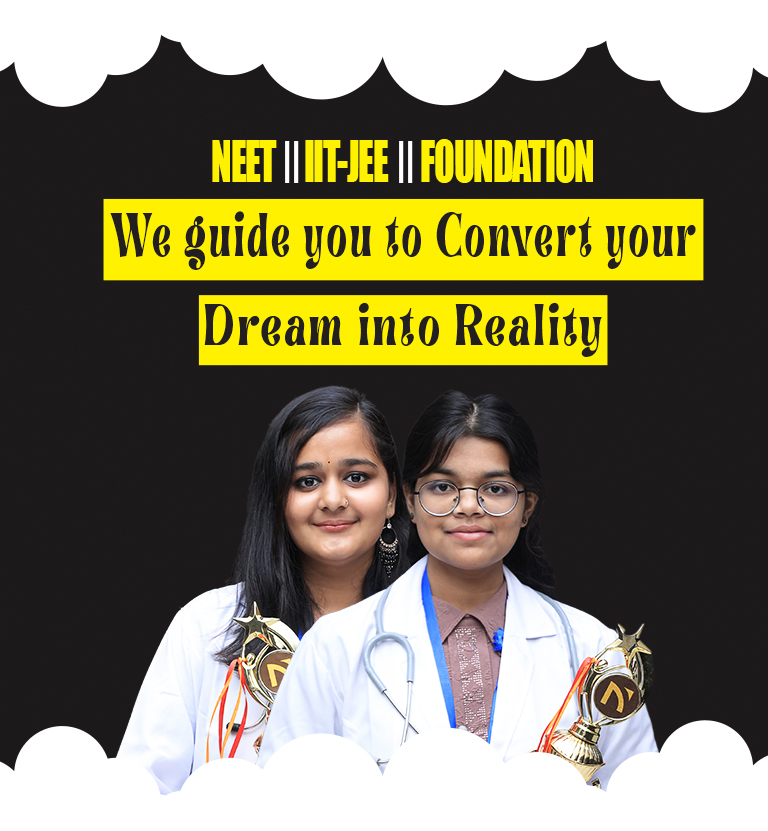 NEET || IIT-JEE || FOUNDATION
We guide you to Convert your
Dream into Reality